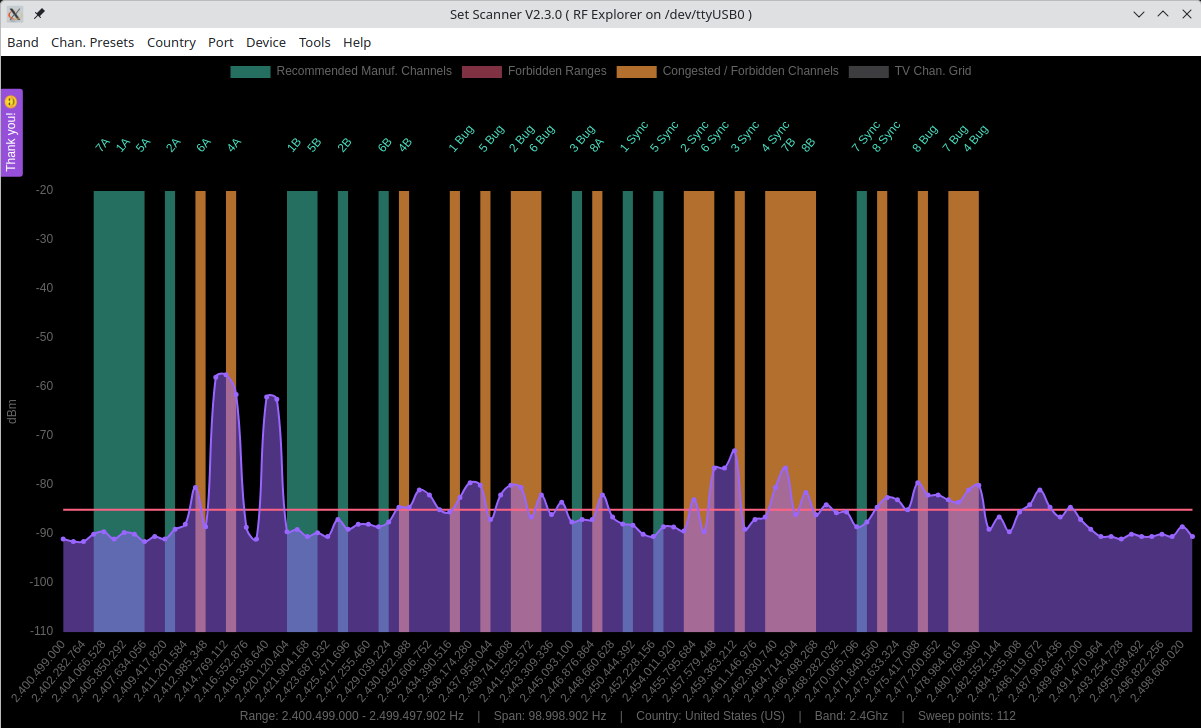 Set Scanner V2.3.0 ( RF Explorer on /dev/ttyUSB0 )
Band Chan. Presets Country Port Device Tools Help
Recommended Manuf. Channels Forbidden Ranges Congested / Forbidden Channels TV Chan. Grid
Thank you!
7A 1A 5A 2A 6A 4A 1B 5B 2B 6B 4B 1 Bug 5 Bug 2 Bug 6 Bug 3 Bug 8A 1 Sync 5 Sync 2 Sync 6 Sync 3 Sync 4 Sync 7B 8B 7 Sync 8 Sync 8 Bug 7 Bug 4 Bug
-20
-30
-40
-50
-60
dBm
-70
-80
-90
-100
-110
2.400.499.000 2.402.282.764 2.404.066.528 2.405.850.292 2.407.634.056 2.409.417.820 2.411.201.584 2.412.985.348 2.414.769.112 2.416.552.876 2.418.336.640 2.420.120.404 2.421.904.168 2.423.687.932 2.425.471.696 2.427.255.460 2.429.039.224 2.430.822.988 2.432.606.752 2.434.390.516 2.436.174.280 2.437.958.044 2.439.741.808 2.441.525.572 2.443.309.336 2.445.093.100 2.446.876.864 2.448.660.628 2.450.444.392 2.452.228.156 2.454.011.920 2.455.795.684 2.457.579.448 2.459.363.212 2.461.146.976 2.462.930.740 2.464.714.504 2.466.498.268 2.468.282.032 2.470.065.796 2.471.849.560 2.473.633.324 2.475.417.088 2.477.200.852 2.478.984.616 2.480.768.380 2.482.552.144 2.484.335.908 2.486.119.672 2.487.903.436 2.489.687.200 2.491.470.964 2.493.254.728 2.495.038.492 2.496.822.256 2.498.606.020
Range: 2.400.499.000 - 2.499.497.902 Hz | Span: 98.998.902 Hz | Country: United States (US) | Band: 2.4Ghz | Sweep points: 112